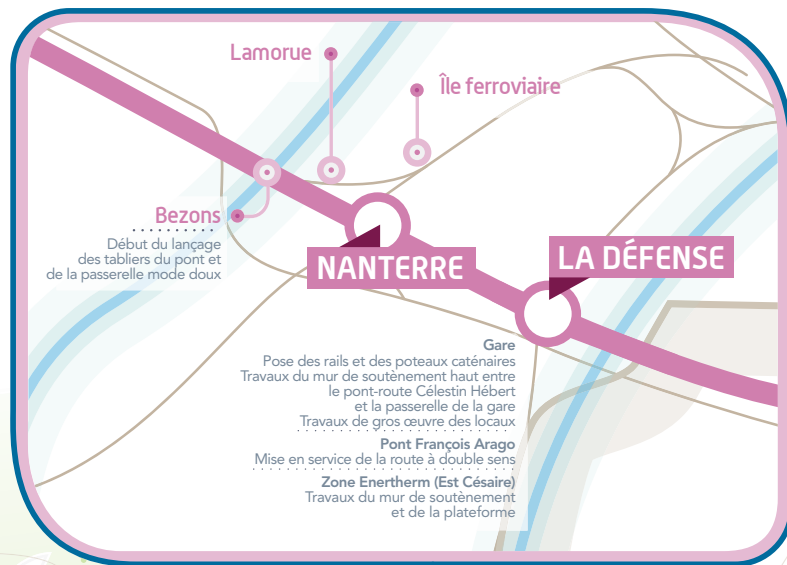 Lamorue
Île ferroviaire
Bezons
Début du lançage
des tabliers du pont et
de la passerelle mode doux
NANTERRE
LA DÉFENSE
Gare
Pose des rails et des poteaux caténaires
Travaux du mur de soutènement haut entre
le pont-route Célestin Hébert
et la passerelle de la gare
Travaux de gros œuvre des locaux
Pont François Arago
Mise en service de la route à double sens
Zone Enertherm (Est Césaire)
Travaux du mur de soutènement
et de la plateforme